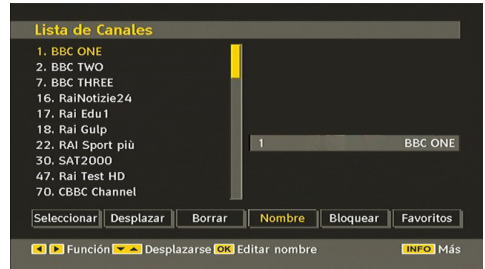 Lista de Canales
1. BBC ONE
2. BBC TWO
7. BBC THREE
16. RaiNotizie24
17. Rai Edu1
18. Rai Gulp
22. RAI Sport più
30. SAT2000
47. Rai Test HD
70. CBBC Channel
1 BBC ONE
Seleccionar Desplazar Borrar Nombre Bloquear Favoritos
Función Desplazarse OK Editar nombre INFO Más